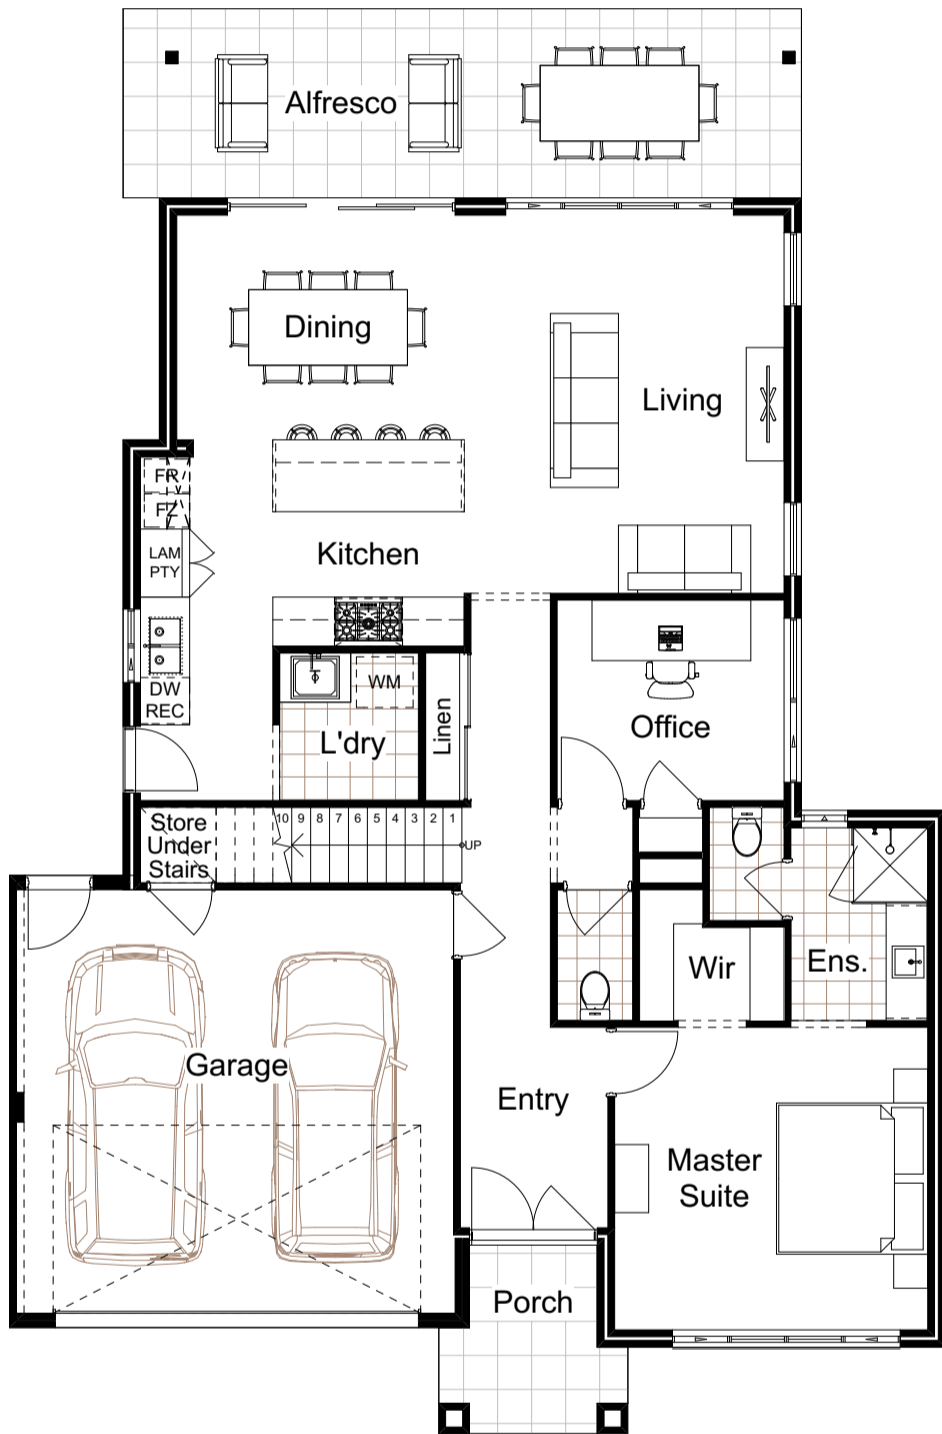 Alfresco
Dining
Living
FR
FZ
LAM
PTY
Kitchen
DW
REC
WM
L'dry
Linen
Office
Store
Under
Stairs
10 9 8 7 6 5 4 3 2 1
UP
Wir
Ens.
Garage
Entry
Master
Suite
Porch